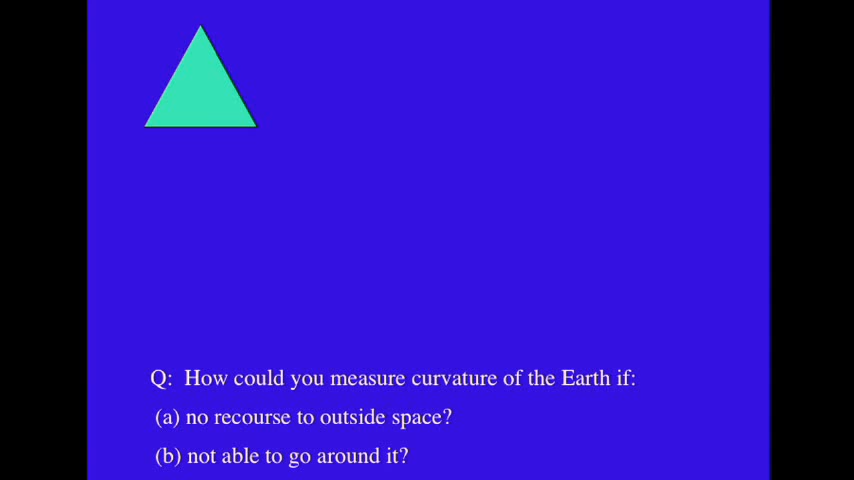 Q: How could you measure curvature of the Earth if:
(a) no recourse to outside space?
(b) not able to go around it?